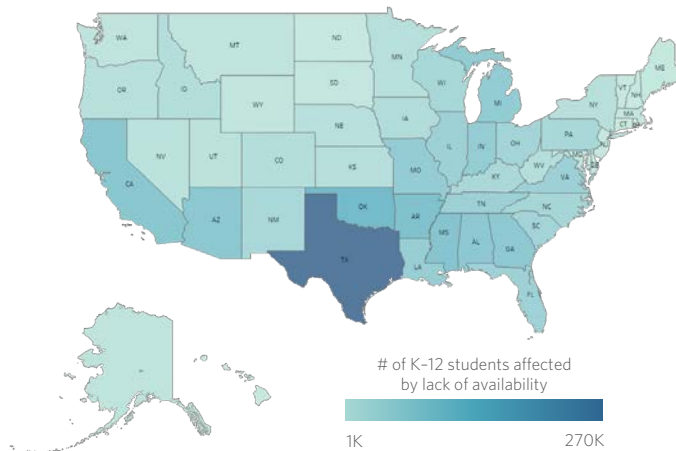 WA
MT
ND
MN
ME
OR
ID
SD
WI
MI
VT
NH
NY
MA
CT
WY
IA
NE
PA
NJ
NV
UT
CO
IL
IN
OH
MD
WV
VA
CA
KS
MO
KY
AZ
NM
OK
AR
TN
NC
SC
MS
AL
GA
TX
LA
FL
# of K–12 students affected
by lack of availability
1K 270K